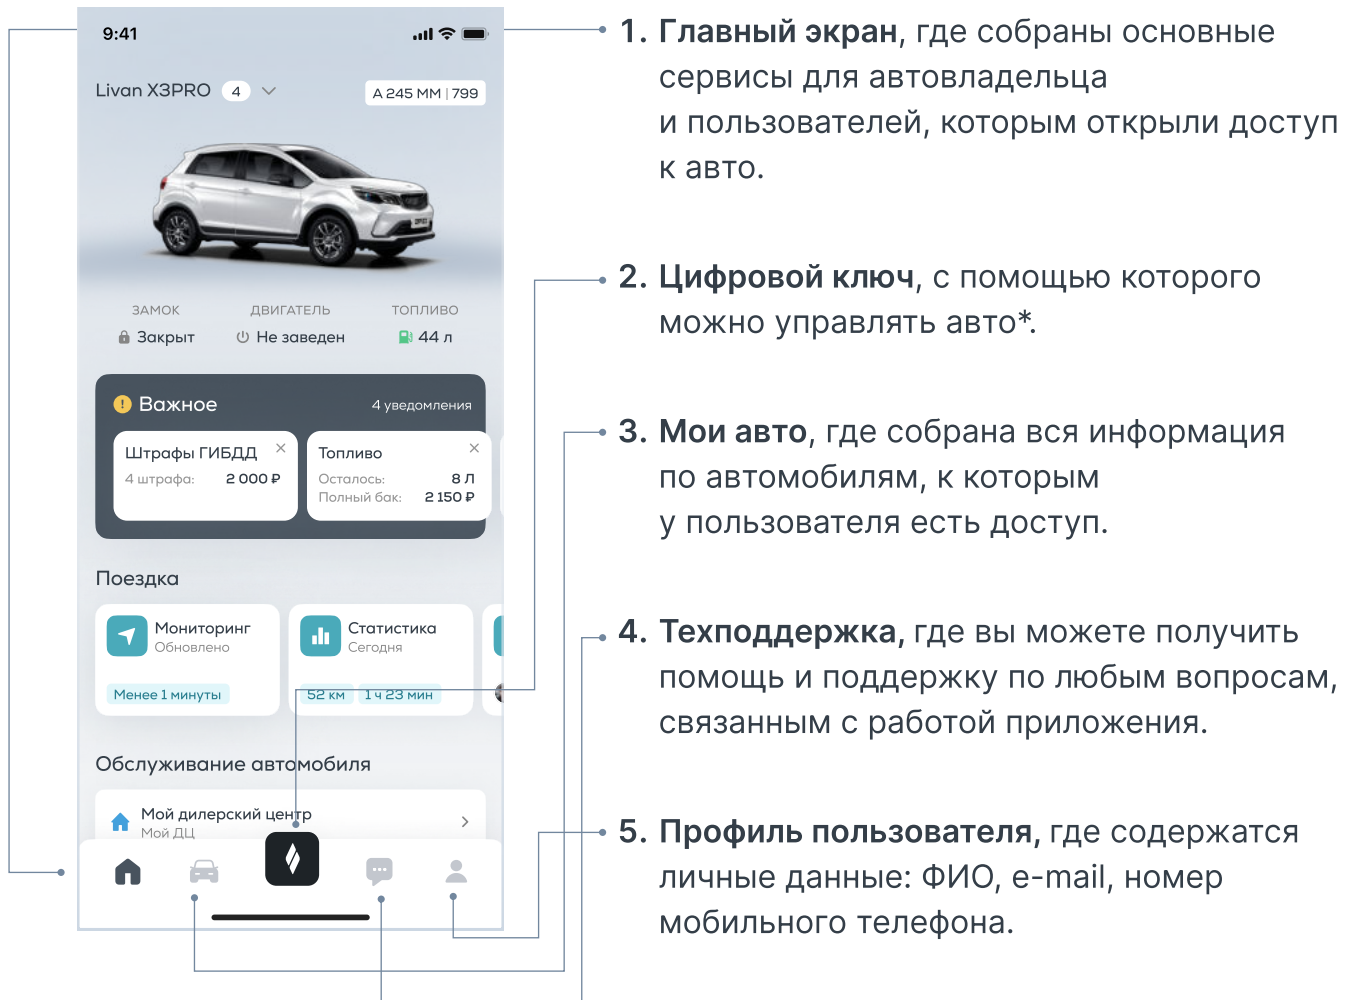 9:41
Livan X3PRO 4
А 245 ММ | 799
ЗАМОК ДВИГАТЕЛЬ ТОПЛИВО
Закрыт Не заведен 44 л
Важное 4 уведомления
Штрафы ГИБДД
4 штрафа: 2 000 ₽
Топливо
Осталось: 8 Л
Полный бак: 2 150 ₽
Поездка
Мониторинг
Обновлено
Менее 1 минуты
Статистика
Сегодня
52 км 1 ч 23 мин
Обслуживание автомобиля
Мой дилерский центр
Мой ДЦ
1. Главный экран, где собраны основные
сервисы для автовладельца
и пользователей, которым открыли доступ
к авто.
2. Цифровой ключ, с помощью которого
можно управлять авто*.
3. Мои авто, где собрана вся информация
по автомобилям, к которым
у пользователя есть доступ.
4. Техподдержка, где вы можете получить
помощь и поддержку по любым вопросам,
связанным с работой приложения.
5. Профиль пользователя, где содержатся
личные данные: ФИО, e-mail, номер
мобильного телефона.